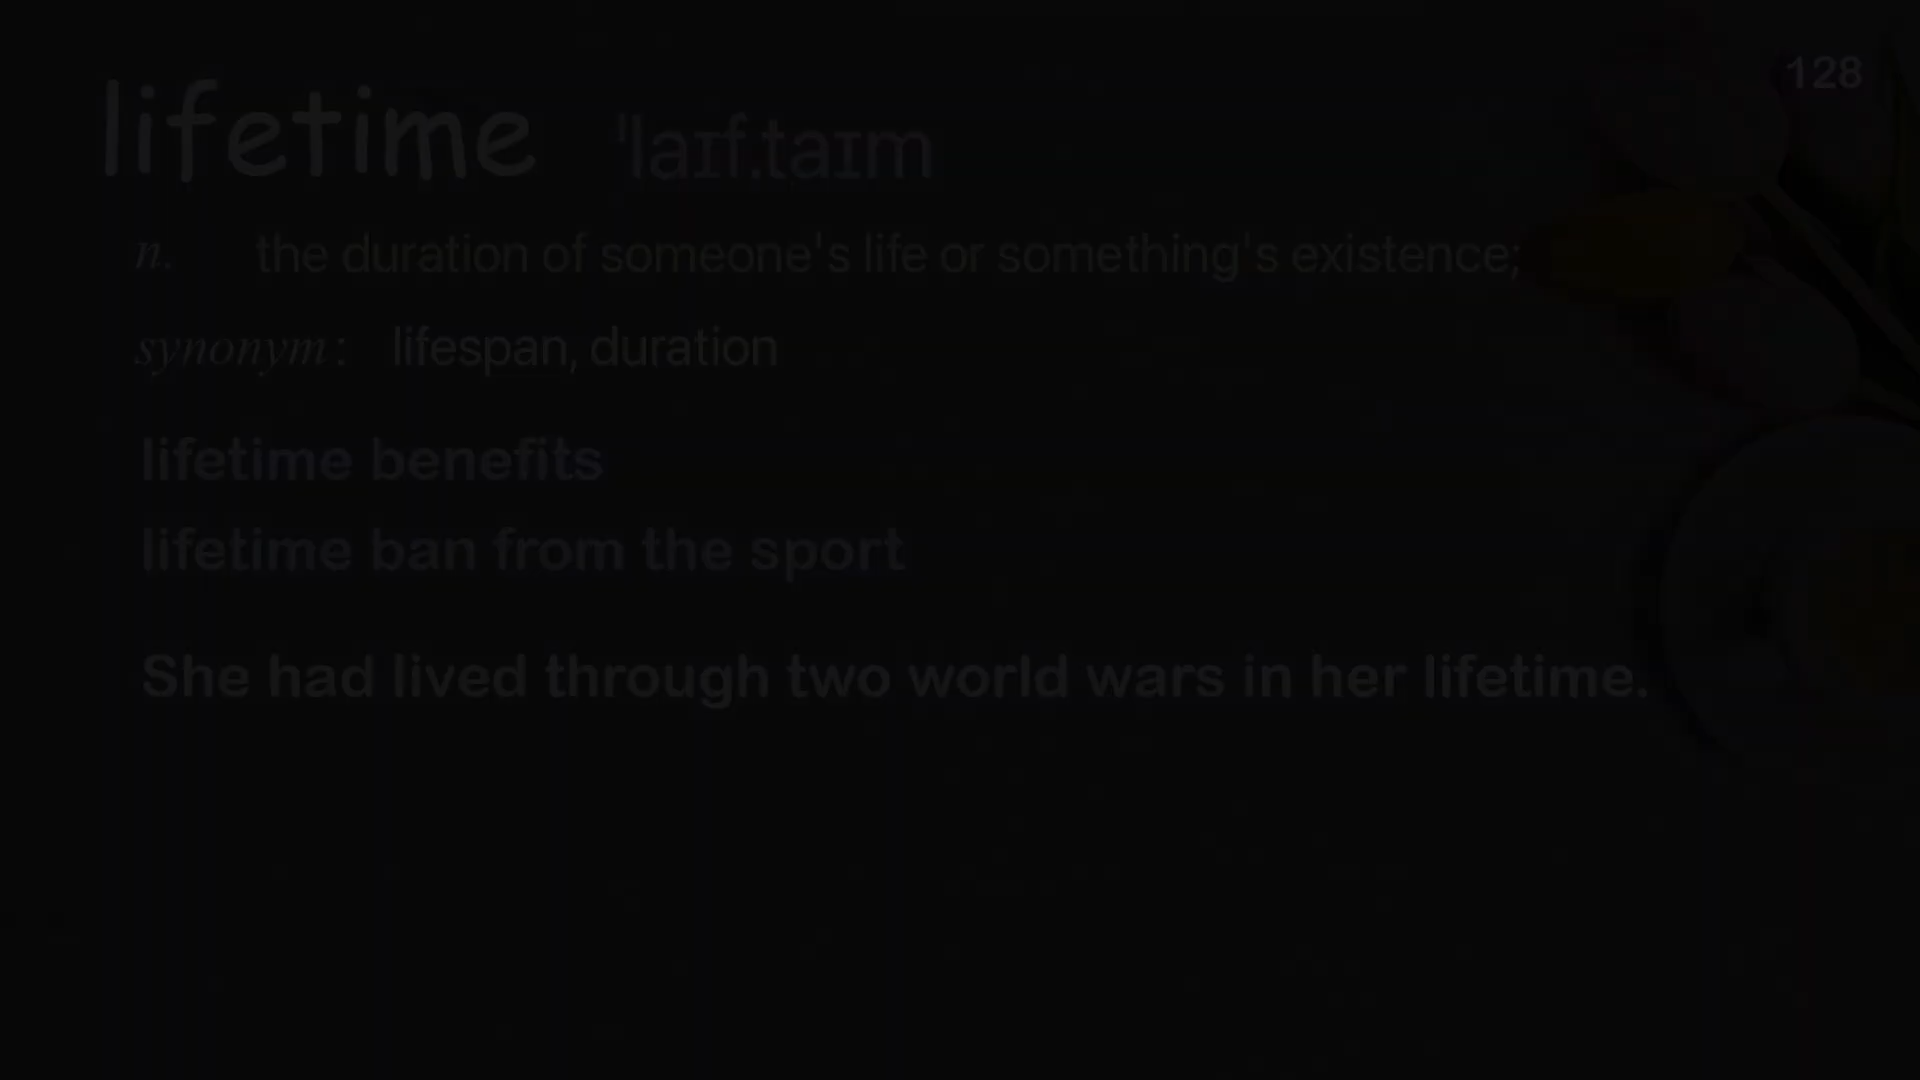 128
lifetime ˈlaɪf.taɪm
n. the duration of someone's life or something's existence;
synonym: lifespan, duration
lifetime benefits
lifetime ban from the sport
She had lived through two world wars in her lifetime.